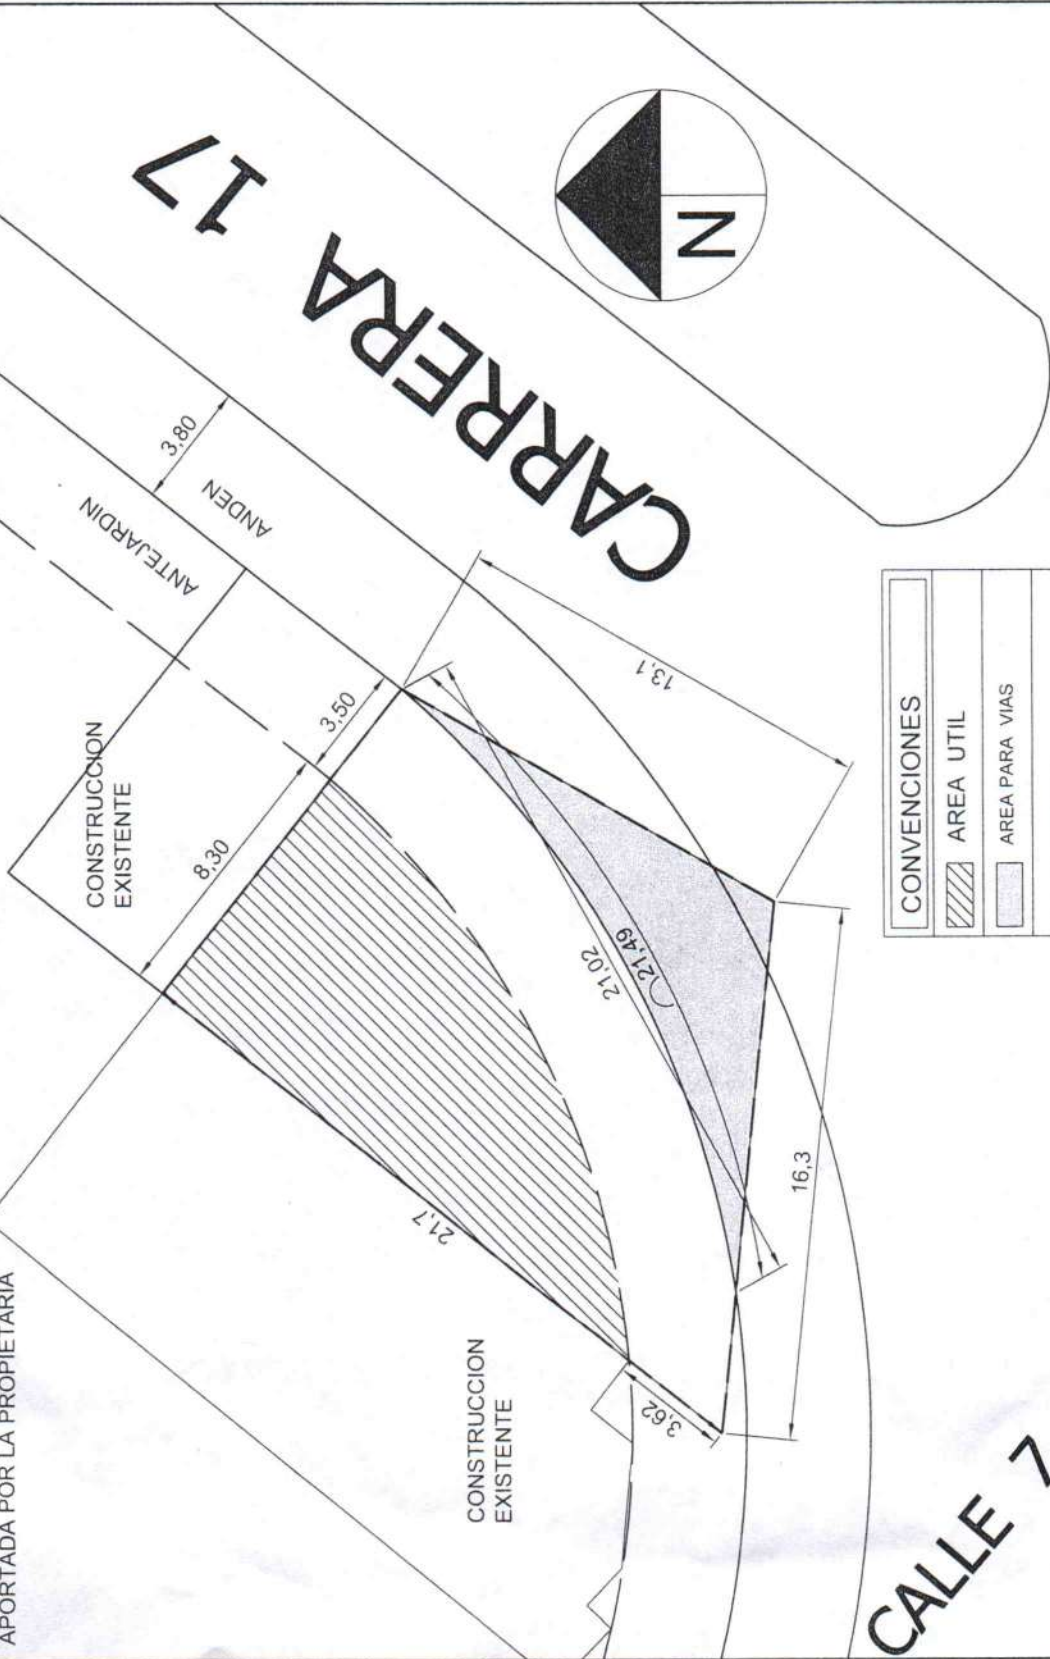 APORTADA POR LA PROPIETARIA
CARRERA 17
N
3,80
ANDEN
ANTEJARDIN
CONSTRUCCION
EXISTENTE
8,30
3,50
13,1
21,02
21,49
21,7
16,3
3,62
CONSTRUCCION
EXISTENTE
CALLE 7
CONVENCIONES
AREA UTIL
AREA PARA VIAS